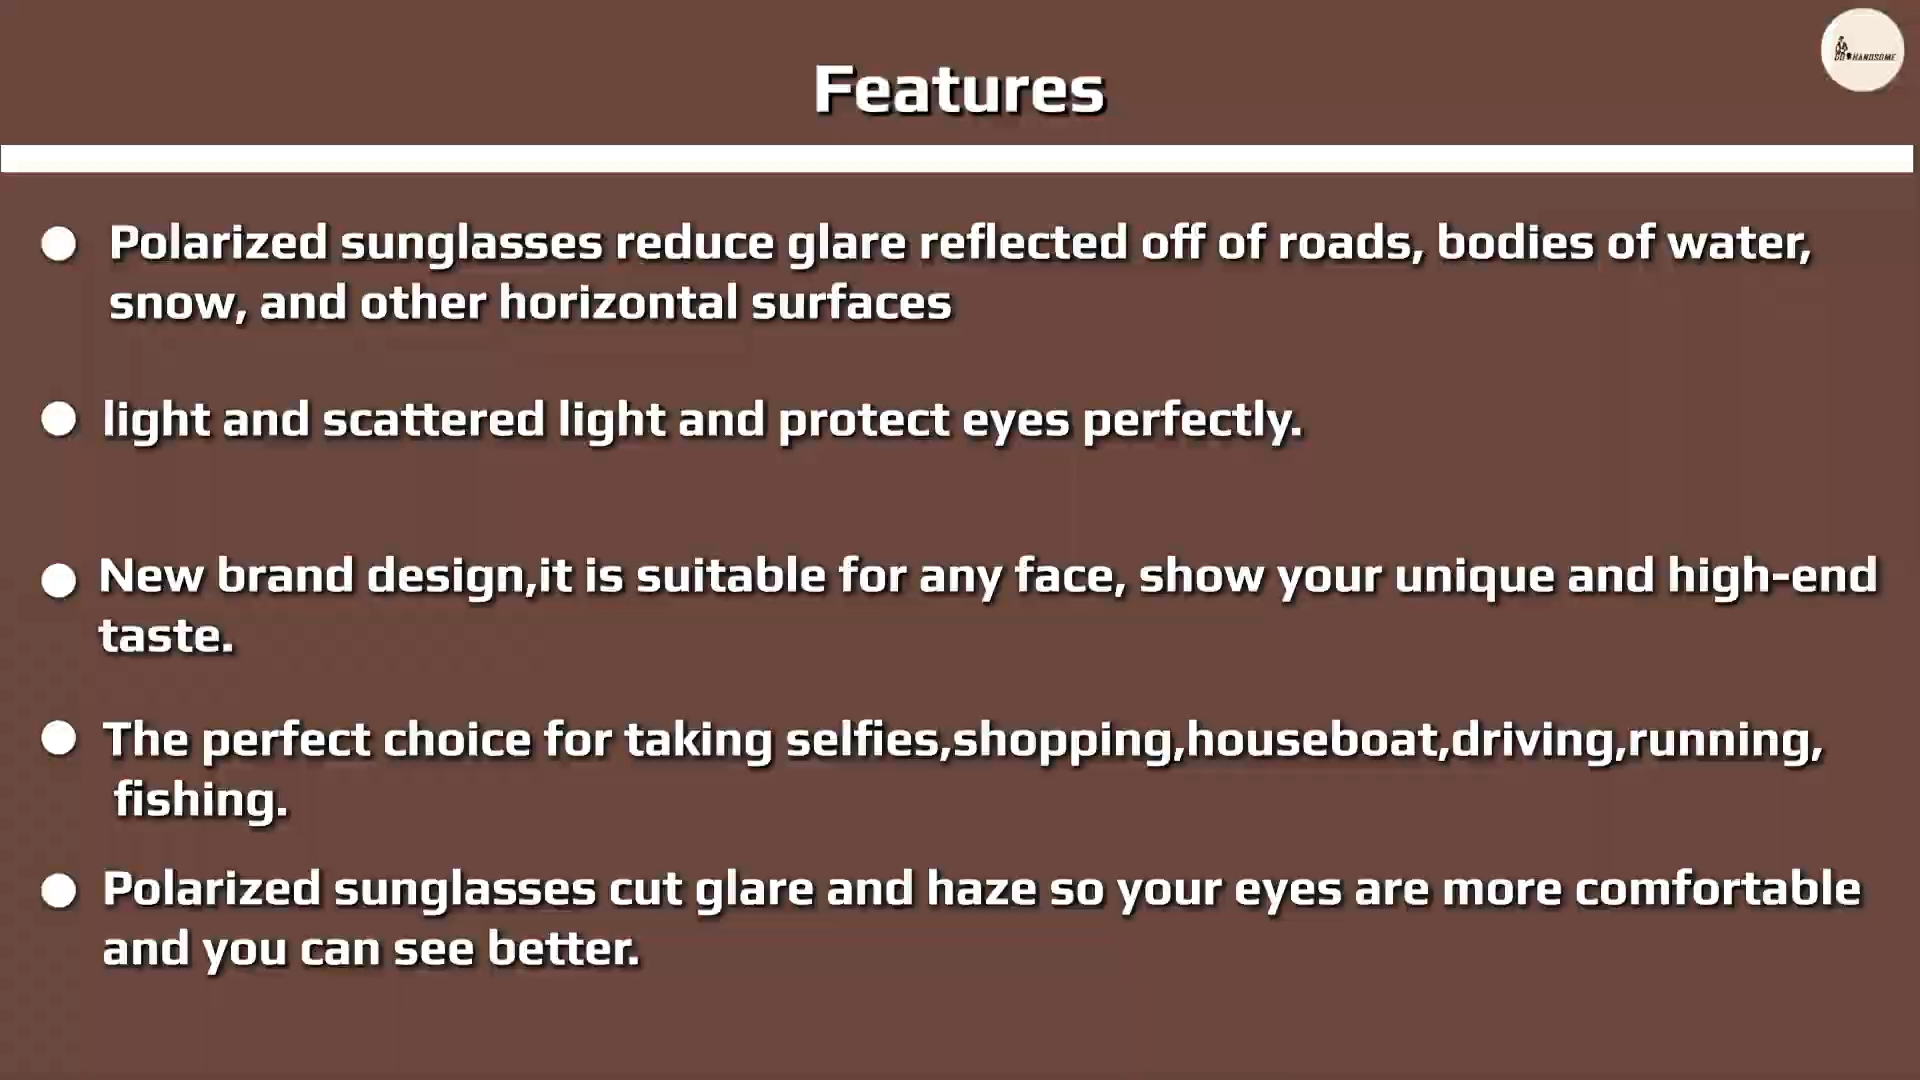 Features
HANDSOME
Polarized sunglasses reduce glare reflected off of roads, bodies of water,
snow, and other horizontal surfaces
light and scattered light and protect eyes perfectly.
New brand design,it is suitable for any face, show your unique and high-end
taste.
The perfect choice for taking selfies,shopping,houseboat,driving,running,
fishing.
Polarized sunglasses cut glare and haze so your eyes are more comfortable
and you can see better.